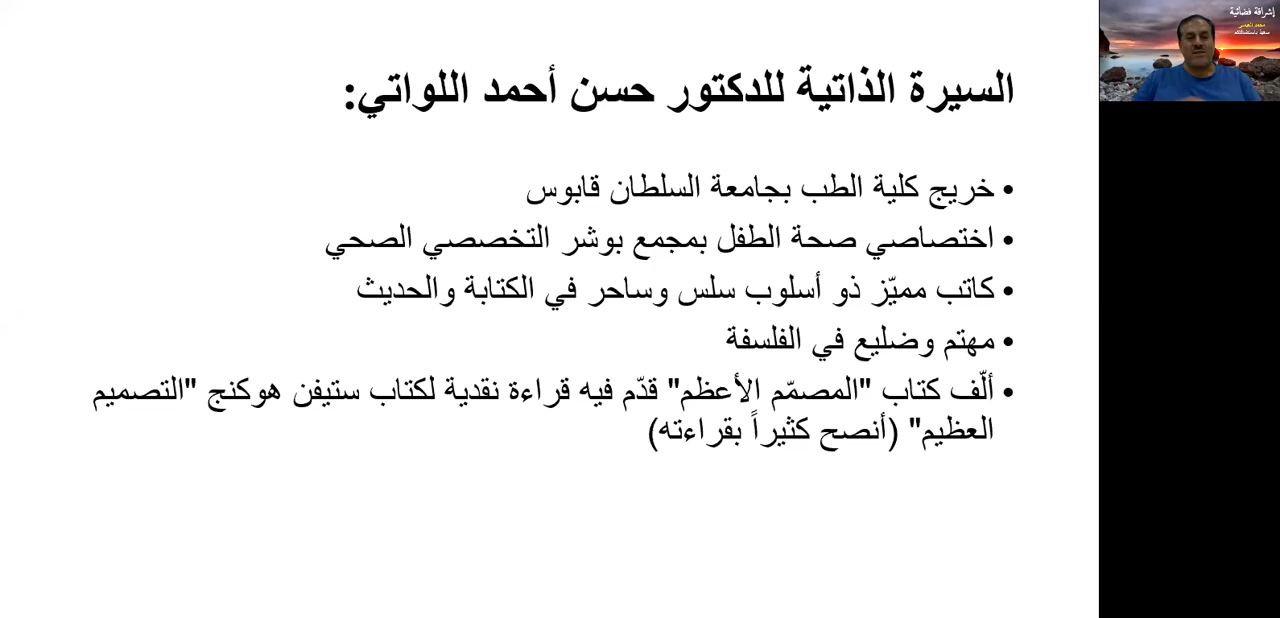 السيرة الذاتية للدكتور حسن أحمد اللواتي:
• خريج كلية الطب بجامعة السلطان قابوس
• اختصاصي صحة الطفل بمجمع بوشر التخصصي الصحي
• كاتب مميّز ذو أسلوب سلس وساحر في الكتابة والحديث
• مهتم وضليع في الفلسفة
• ألّف كتاب "المصمّم الأعظم" قدّم فيه قراءة نقدية لكتاب ستيفن هوكنج "التصميم
العظيم" (أنصح كثيراً بقراءته)
إشراقة فضائية